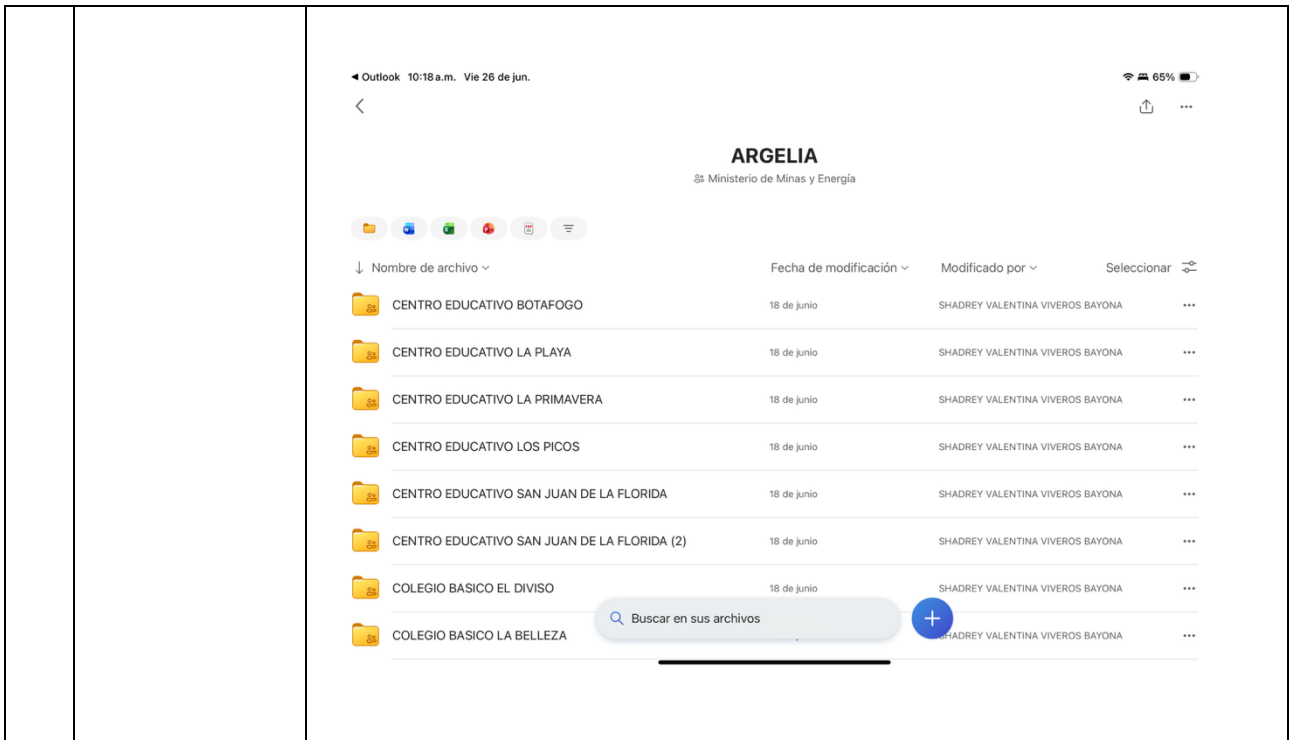 ◀ Outlook 10:18 a.m. Vie 26 de jun. 65%
ARGELIA
Ministerio de Minas y Energía
Nombre de archivo Fecha de modificación Modificado por Seleccionar
CENTRO EDUCATIVO BOTAFOGO 18 de junio SHADREY VALENTINA VIVEROS BAYONA
CENTRO EDUCATIVO LA PLAYA 18 de junio SHADREY VALENTINA VIVEROS BAYONA
CENTRO EDUCATIVO LA PRIMAVERA 18 de junio SHADREY VALENTINA VIVEROS BAYONA
CENTRO EDUCATIVO LOS PICOS 18 de junio SHADREY VALENTINA VIVEROS BAYONA
CENTRO EDUCATIVO SAN JUAN DE LA FLORIDA 18 de junio SHADREY VALENTINA VIVEROS BAYONA
CENTRO EDUCATIVO SAN JUAN DE LA FLORIDA (2) 18 de junio SHADREY VALENTINA VIVEROS BAYONA
COLEGIO BASICO EL DIVISO 18 de junio SHADREY VALENTINA VIVEROS BAYONA
Buscar en sus archivos
COLEGIO BASICO LA BELLEZA SHADREY VALENTINA VIVEROS BAYONA